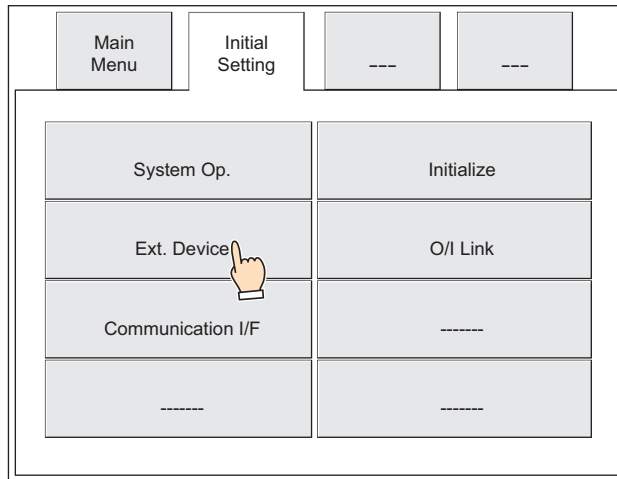 Main
Menu
Initial
Setting
---
---
System Op.
Initialize
Ext. Device
O/I Link
Communication I/F
-------
-------
-------